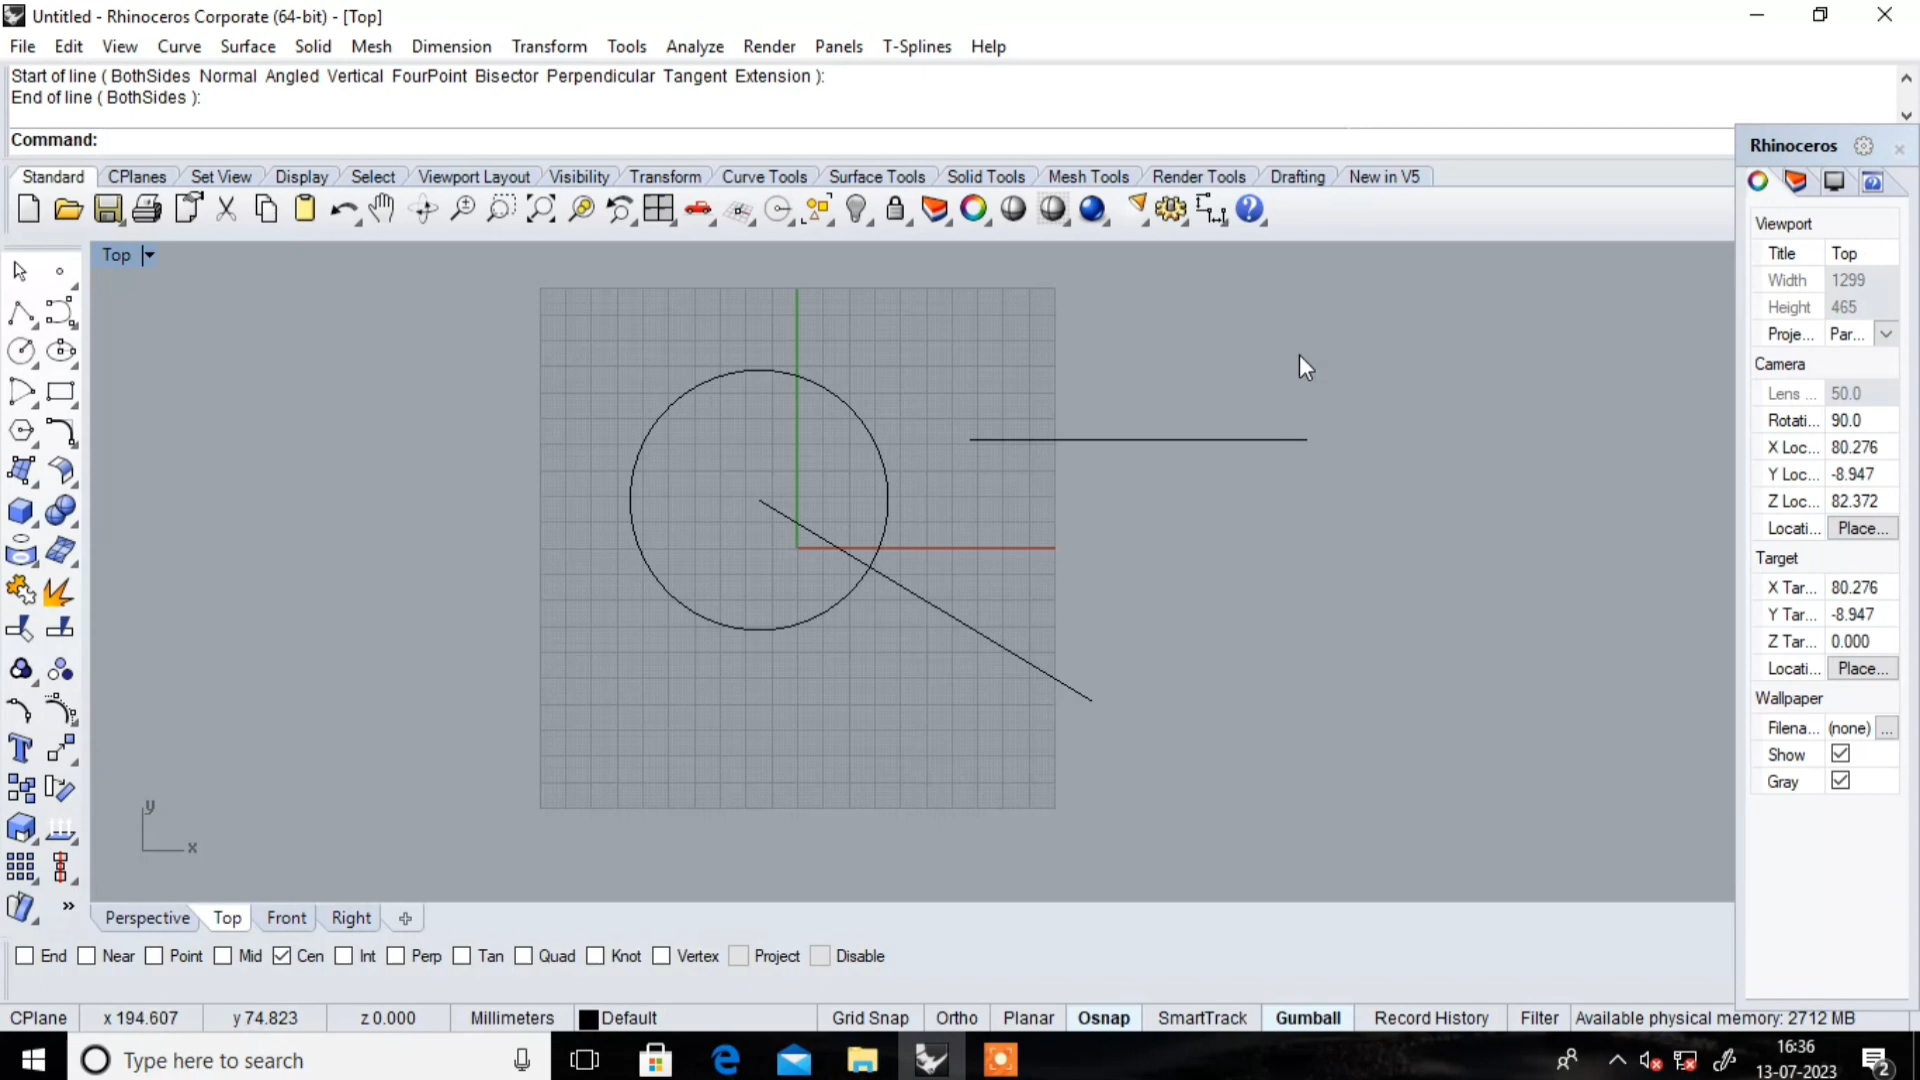 Untitled - Rhinoceros Corporate (64-bit) - [Top]
File Edit View Curve Surface Solid Mesh Dimension Transform Tools Analyze Render Panels T-Splines Help
Start of line ( BothSides Normal Angled Vertical FourPoint Bisector Perpendicular Tangent Extension ):
End of line ( BothSides ):
Command:
Rhinoceros
Standard CPlanes Set View Display Select Viewport Layout Visibility Transform Curve Tools Surface Tools Solid Tools Mesh Tools Render Tools Drafting New in V5
Top
Viewport
Title Top
Width 1299
Height 465
Proje... Par...
Camera
Lens ... 50.0
Rotati... 90.0
X Loc... 80.276
Y Loc... -8.947
Z Loc... 82.372
Locati... Place...
Target
X Tar... 80.276
Y Tar... -8.947
Z Tar... 0.000
Locati... Place...
Wallpaper
Filena... (none) ...
Show
Gray
y
x
Perspective Top Front Right
End Near Point Mid Cen Int Perp Tan Quad Knot Vertex Project Disable
CPlane x 194.607 y 74.823 z 0.000 Millimeters Default Grid Snap Ortho Planar Osnap SmartTrack Gumball Record History Filter Available physical memory: 2712 MB
Type here to search
16:36
13-07-2023
2